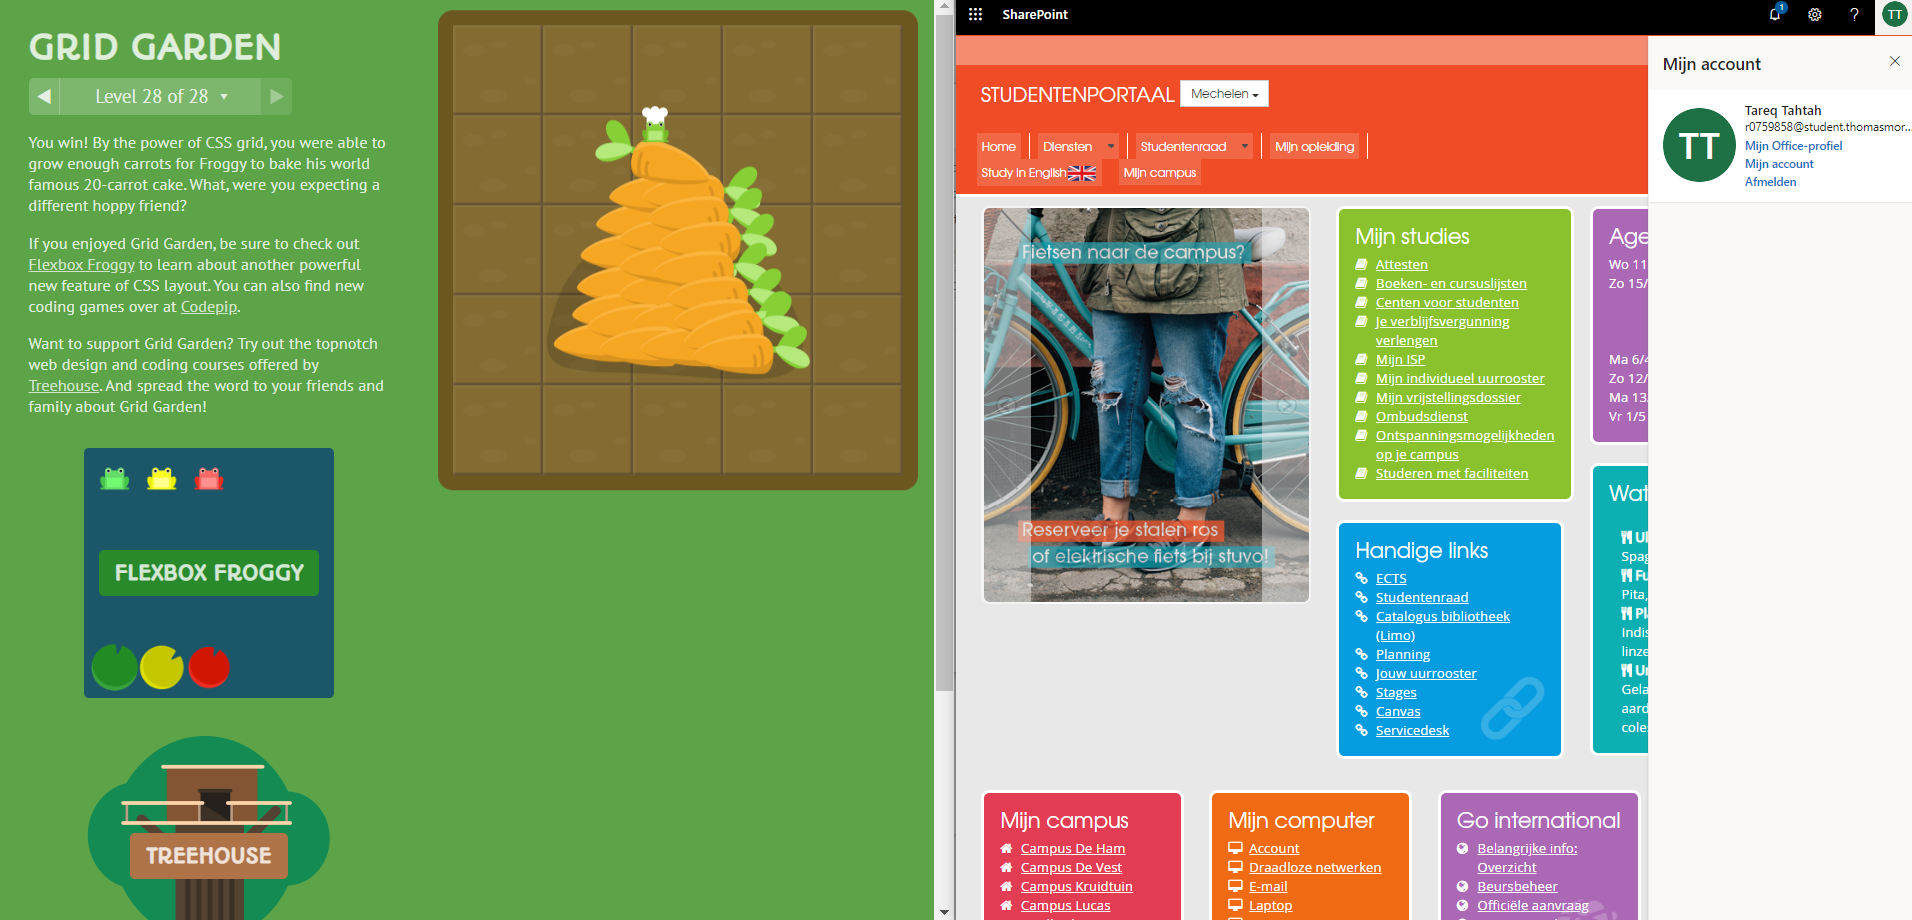 GRID GARDEN
Level 28 of 28
You win! By the power of CSS grid, you were able to
grow enough carrots for Froggy to bake his world
famous 20-carrot cake. What, were you expecting a
different hoppy friend?
If you enjoyed Grid Garden, be sure to check out
Flexbox Froggy to learn about another powerful
new feature of CSS layout. You can also find new
coding games over at Codepip.
Want to support Grid Garden? Try out the topnotch
web design and coding courses offered by
Treehouse. And spread the word to your friends and
family about Grid Garden!
FLEXBOX FROGGY
TREEHOUSE
SharePoint
1
?
TT
STUDENTENPORTAAL
Mechelen
Home
Diensten
Studentenraad
Mijn opleiding
Study in English
Mijn campus
Fietsen naar de campus?
Reserveer je stalen ros
of elektrische fiets bij stuvo!
Mijn studies
Attesten
Boeken- en cursuslijsten
Centen voor studenten
Je verblijfsvergunning
verlengen
Mijn ISP
Mijn individueel uurrooster
Mijn vrijstellingsdossier
Ombudsdienst
Ontspanningsmogelijkheden
op je campus
Studeren met faciliteiten
Handige links
ECTS
Studentenraad
Catalogus bibliotheek
(Limo)
Planning
Jouw uurrooster
Stages
Canvas
Servicedesk
Age
Wo 11
Zo 15/
Ma 6/4
Zo 12/
Ma 13
Vr 1/5
Wat
Spag
Pita,
Indis
linze
Gela
aard
coles
Mijn account
TT
Tareq Tahtah
r0759858@student.thomasmor...
Mijn Office-profiel
Mijn account
Afmelden
Mijn campus
Campus De Ham
Campus De Vest
Campus Kruidtuin
Campus Lucas
Mijn computer
Account
Draadloze netwerken
E-mail
Laptop
Go international
Belangrijke info:
Overzicht
Beursbeheer
Officiële aanvraag